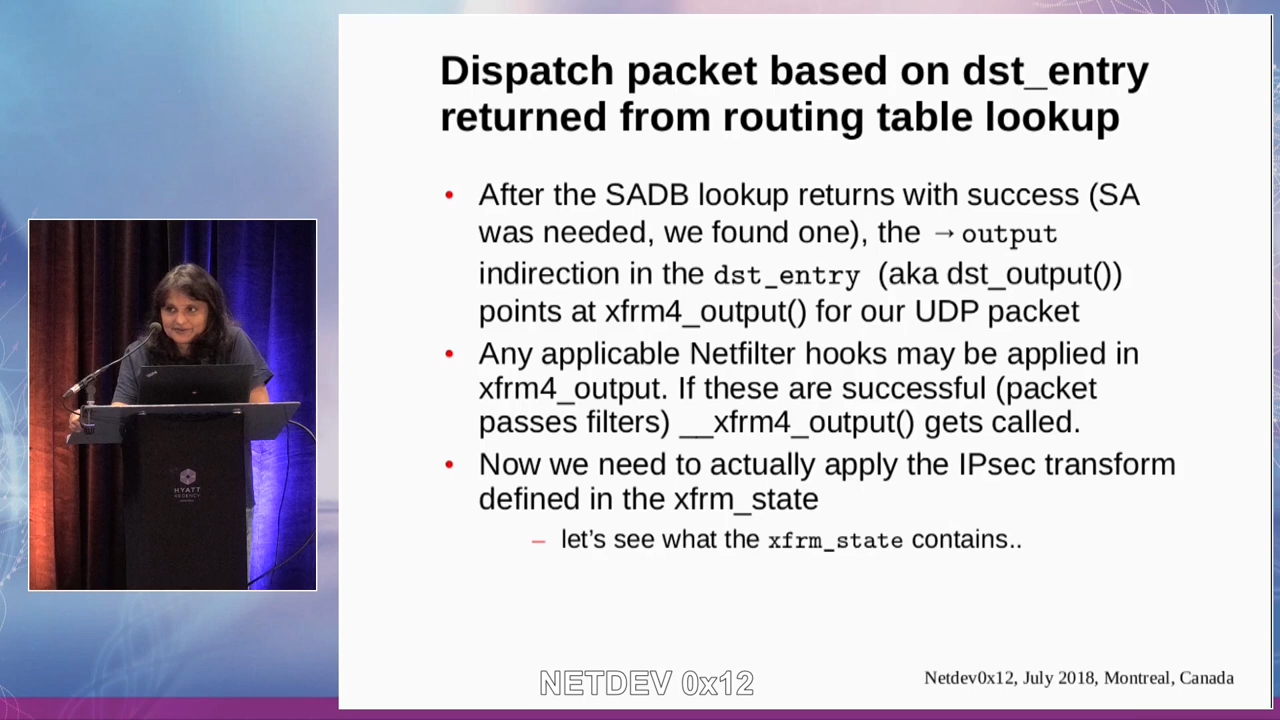 Dispatch packet based on dst_entry
returned from routing table lookup
• After the SADB lookup returns with success (SA
was needed, we found one), the →output
indirection in the dst_entry (aka dst_output())
points at xfrm4_output() for our UDP packet
• Any applicable Netfilter hooks may be applied in
xfrm4_output. If these are successful (packet
passes filters) __xfrm4_output() gets called.
• Now we need to actually apply the IPsec transform
defined in the xfrm_state
– let's see what the xfrm_state contains..
HYATT
REGENCY
NETDEV 0x12
Netdev0x12, July 2018, Montreal, Canada